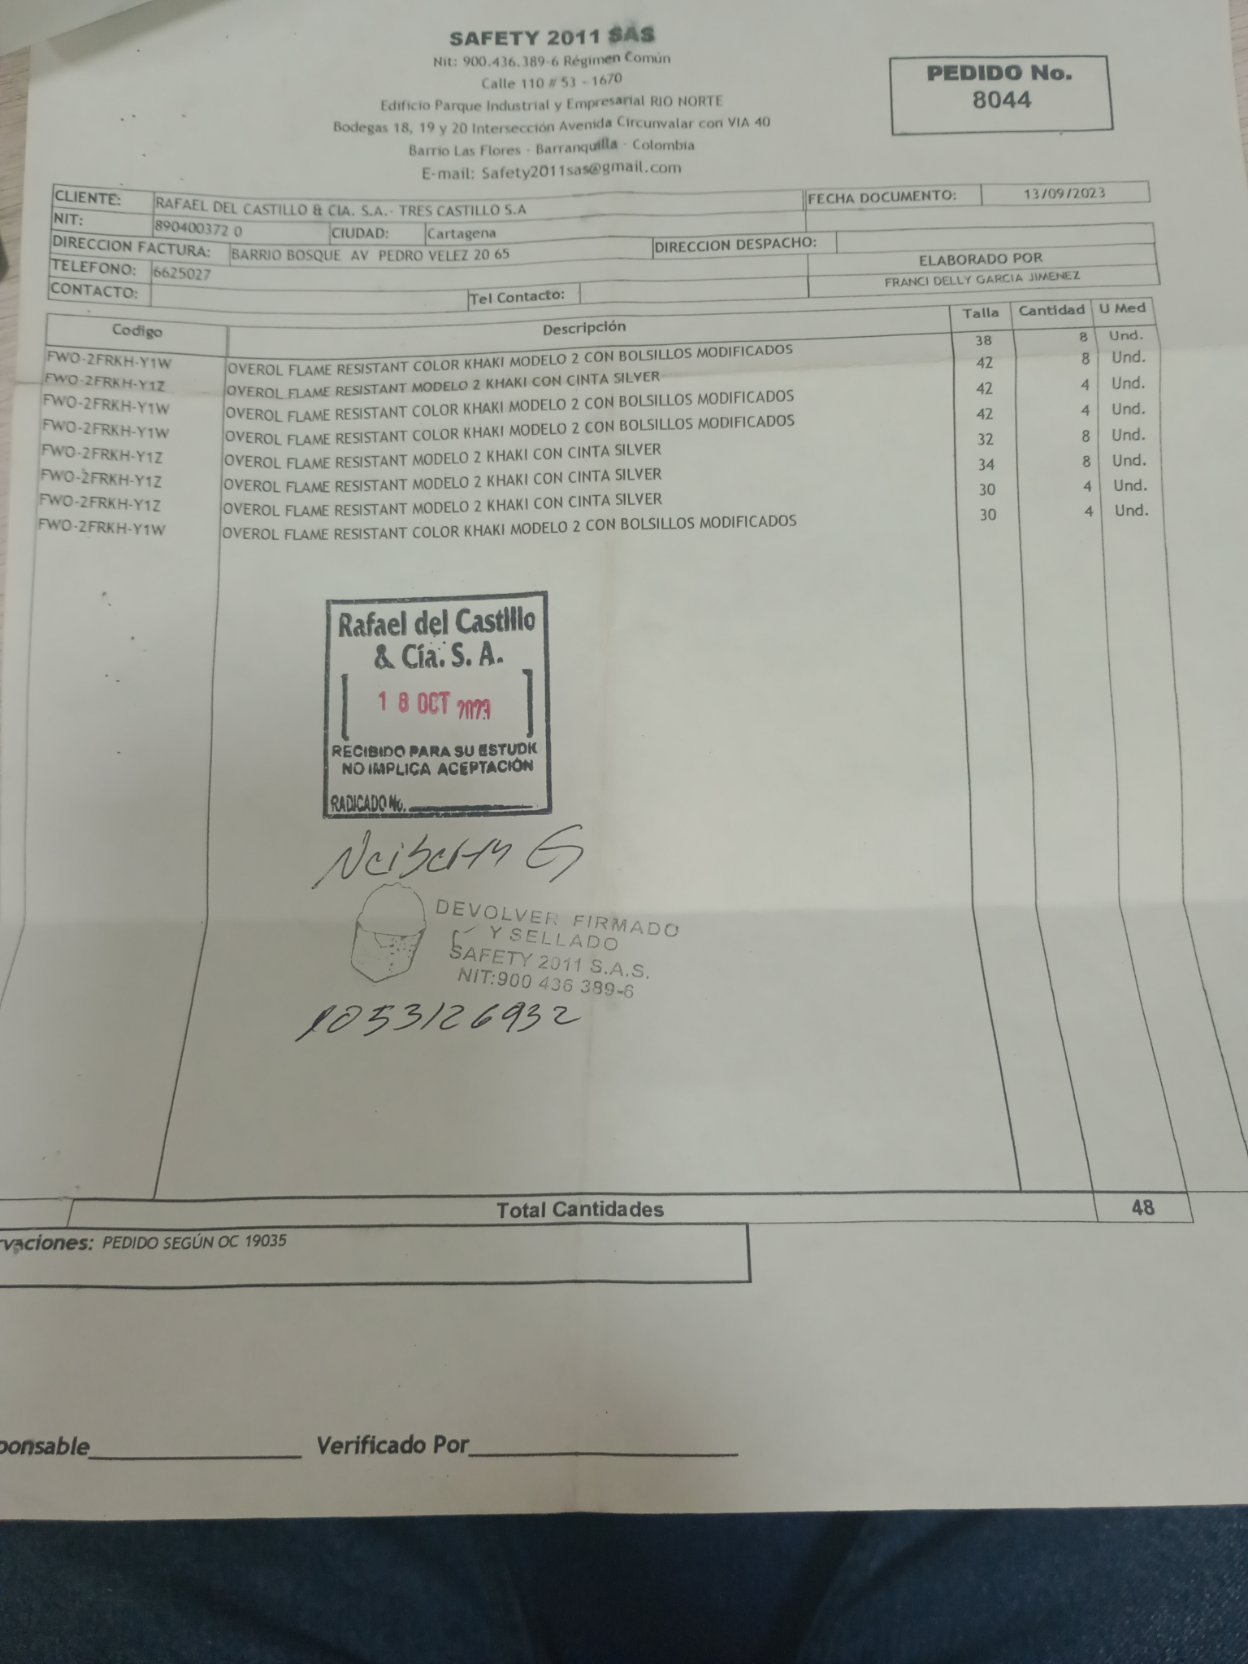 SAFETY 2011 SAS
Nit: 900.436.389-6 Régimen Común
Calle 110 # 53 - 1670
Edificio Parque Industrial y Empresarial RIO NORTE
Bodegas 18, 19 y 20 Intersección Avenida Circunvalar con VIA 40
Barrio Las Flores - Barranquilla - Colombia
E-mail: Safety2011sas@gmail.com
PEDIDO No.
8044
CLIENTE: RAFAEL DEL CASTILLO & CIA. S.A.- TRES CASTILLO S.A FECHA DOCUMENTO: 13/09/2023
NIT: 890400372 0 CIUDAD: Cartagena
DIRECCION FACTURA: BARRIO BOSQUE AV PEDRO VELEZ 20 65 DIRECCION DESPACHO:
TELEFONO: 6625027 ELABORADO POR
CONTACTO: Tel Contacto: FRANCI DELLY GARCIA JIMENEZ
Codigo Descripción Talla Cantidad U Med
FWO-2FRKH-Y1W OVEROL FLAME RESISTANT COLOR KHAKI MODELO 2 CON BOLSILLOS MODIFICADOS 38 8 Und.
FWO-2FRKH-Y1Z OVEROL FLAME RESISTANT MODELO 2 KHAKI CON CINTA SILVER 42 8 Und.
FWO-2FRKH-Y1W OVEROL FLAME RESISTANT COLOR KHAKI MODELO 2 CON BOLSILLOS MODIFICADOS 42 4 Und.
FWO-2FRKH-Y1W OVEROL FLAME RESISTANT COLOR KHAKI MODELO 2 CON BOLSILLOS MODIFICADOS 42 4 Und.
FWO-2FRKH-Y1Z OVEROL FLAME RESISTANT MODELO 2 KHAKI CON CINTA SILVER 32 8 Und.
FWO-2FRKH-Y1Z OVEROL FLAME RESISTANT MODELO 2 KHAKI CON CINTA SILVER 34 8 Und.
FWO-2FRKH-Y1Z OVEROL FLAME RESISTANT MODELO 2 KHAKI CON CINTA SILVER 30 4 Und.
FWO-2FRKH-Y1W OVEROL FLAME RESISTANT COLOR KHAKI MODELO 2 CON BOLSILLOS MODIFICADOS 30 4 Und.
Rafael del Castillo
& Cía. S. A.
18 OCT 2023
RECIBIDO PARA SU ESTUDIO
NO IMPLICA ACEPTACIÓN
RADICADO No.
DEVOLVER FIRMADO
Y SELLADO
SAFETY 2011 S.A.S.
NIT:900 436 389-6
1053126932
Total Cantidades 48
vaciones: PEDIDO SEGÚN OC 19035
ponsable Verificado Por